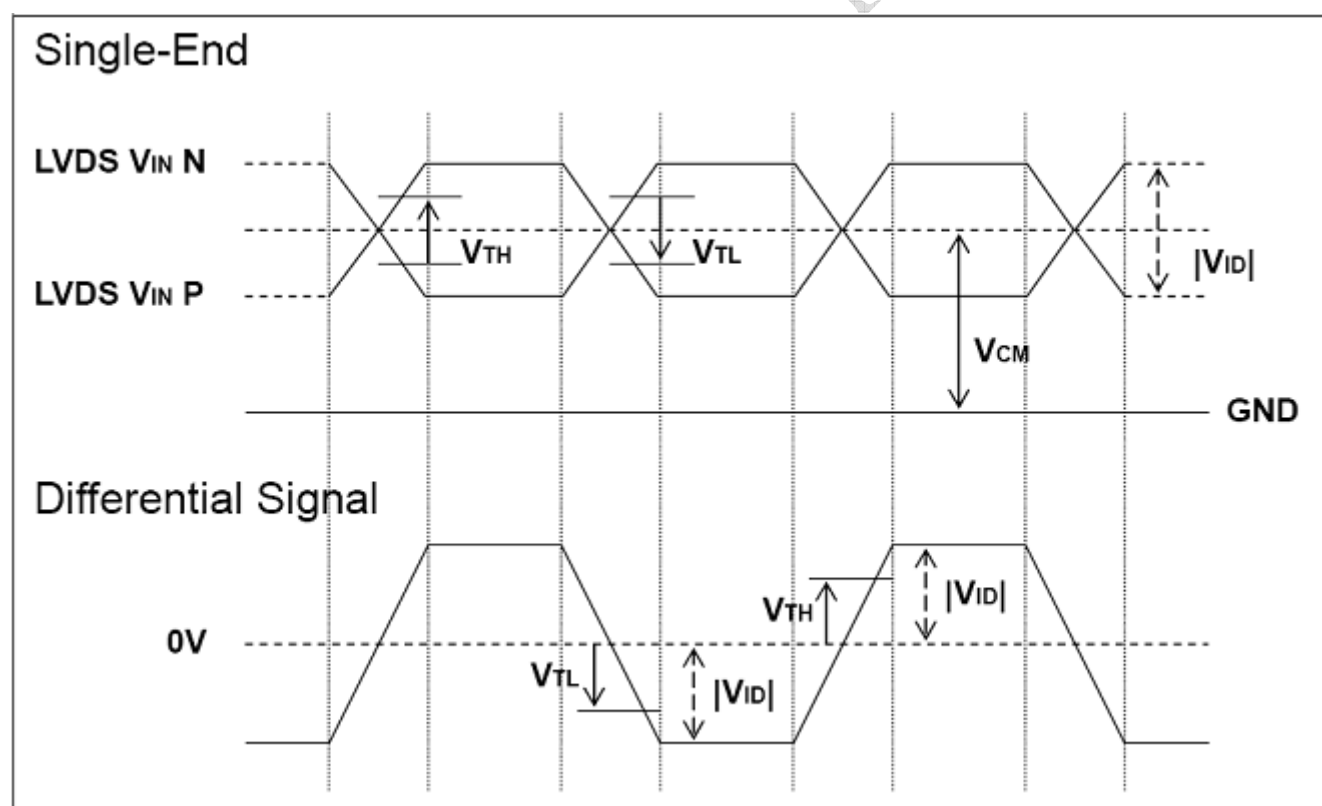 Single-End
LVDS VIN N
VTH
VTL
|VID|
LVDS VIN P
VCM
GND
Differential Signal
VTH
|VID|
0V
VTL
|VID|